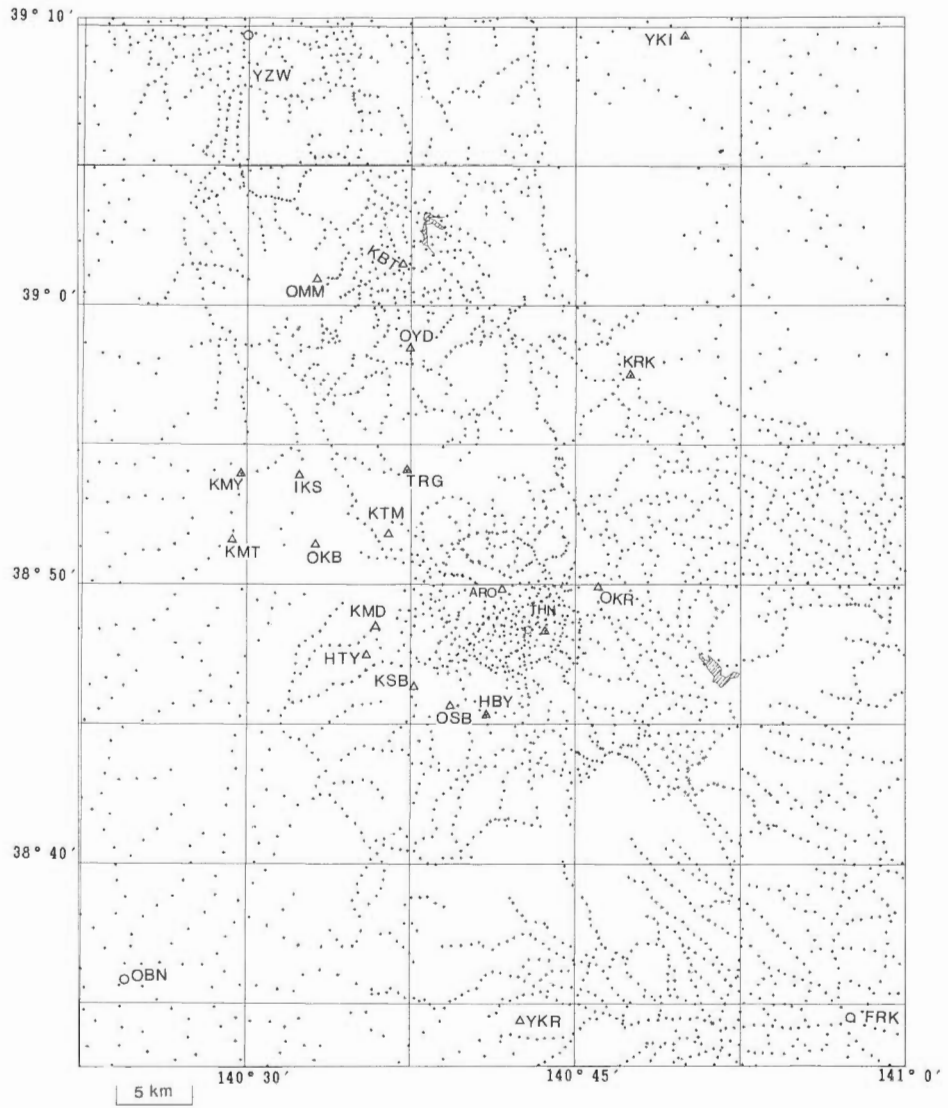 39° 10′
YKI
YZW
KBT
OMM
39° 0′
OYD
KRK
KMY
IKS
TRG
KTM
KMT
OKB
38° 50′
ARO
OKR
JHN
KMD
HTY
KSB
HBY
OSB
38° 40′
OBN
YKR
FRK
140° 30′
140° 45′
141° 0′
5 km